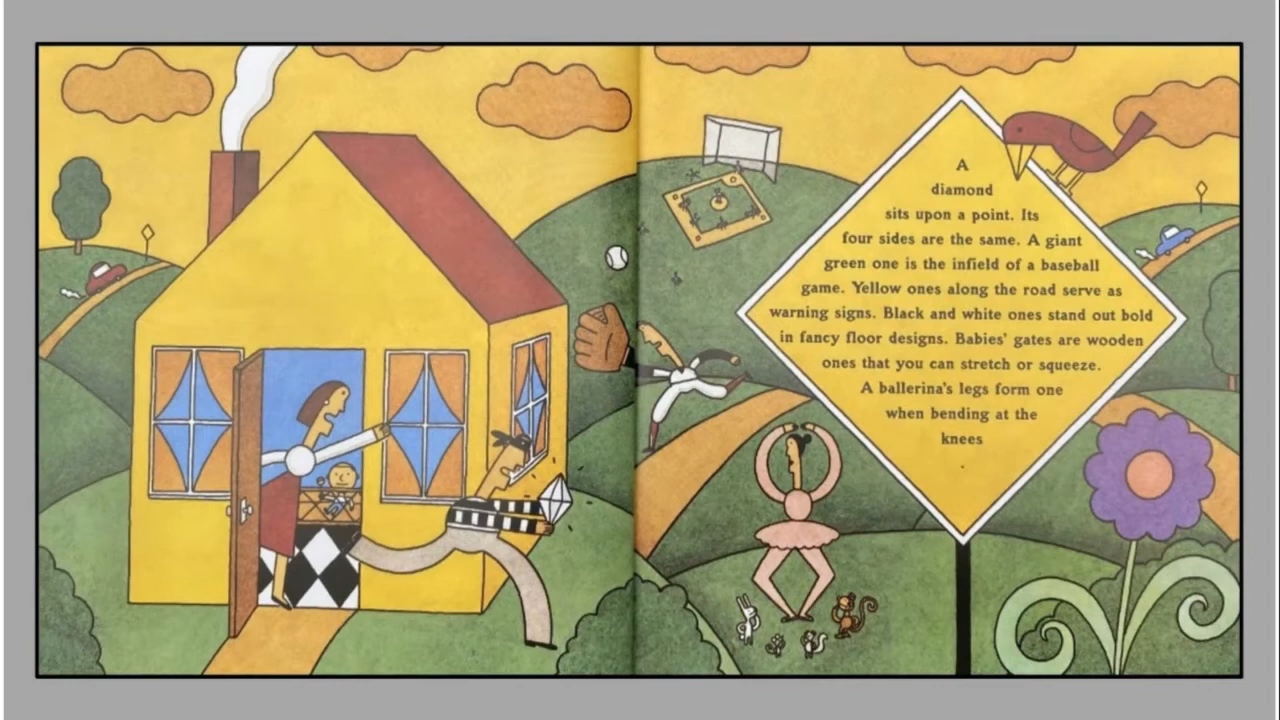 A
diamond
sits upon a point. Its
four sides are the same. A giant
green one is the infield of a baseball
game. Yellow ones along the road serve as
warning signs. Black and white ones stand out bold
in fancy floor designs. Babies' gates are wooden
ones that you can stretch or squeeze.
A ballerina's legs form one
when bending at the
knees
.